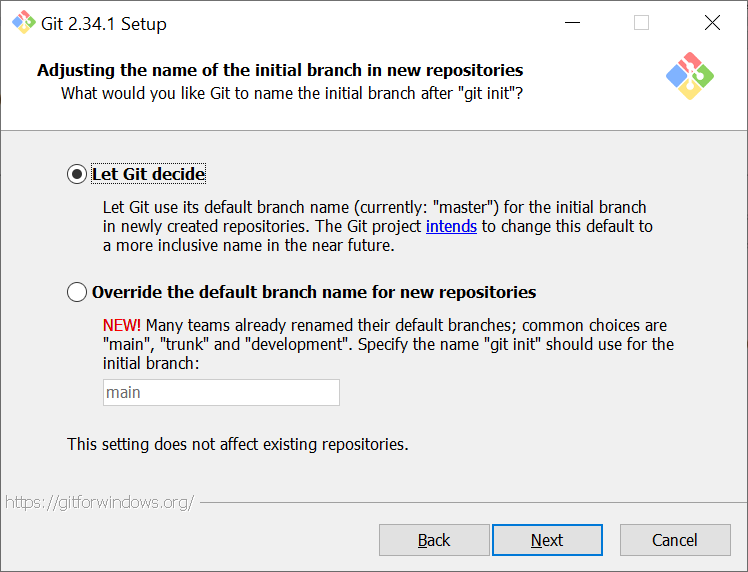 Git 2.34.1 Setup
Adjusting the name of the initial branch in new repositories
What would you like Git to name the initial branch after "git init"?
Let Git decide
Let Git use its default branch name (currently: "master") for the initial branch
in newly created repositories. The Git project intends to change this default to
a more inclusive name in the near future.
Override the default branch name for new repositories
NEW! Many teams already renamed their default branches; common choices are
"main", "trunk" and "development". Specify the name "git init" should use for the
initial branch:
main
This setting does not affect existing repositories.
https://gitforwindows.org/
Back Next Cancel